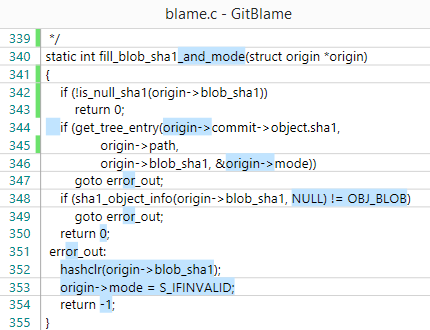 blame.c - GitBlame
339 */
340 static int fill_blob_sha1_and_mode(struct origin *origin)
341 {
342 if (!is_null_sha1(origin->blob_sha1))
343 return 0;
344 if (get_tree_entry(origin->commit->object.sha1,
345 origin->path,
346 origin->blob_sha1, &origin->mode))
347 goto error_out;
348 if (sha1_object_info(origin->blob_sha1, NULL) != OBJ_BLOB)
349 goto error_out;
350 return 0;
351 error_out:
352 hashclr(origin->blob_sha1);
353 origin->mode = S_IFINVALID;
354 return -1;
355 }